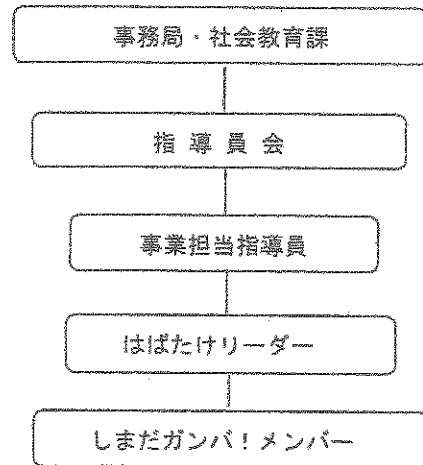 事務局・社会教育課
指導員会
事業担当指導員
はばたけリーダー
しまだガンバ！メンバー